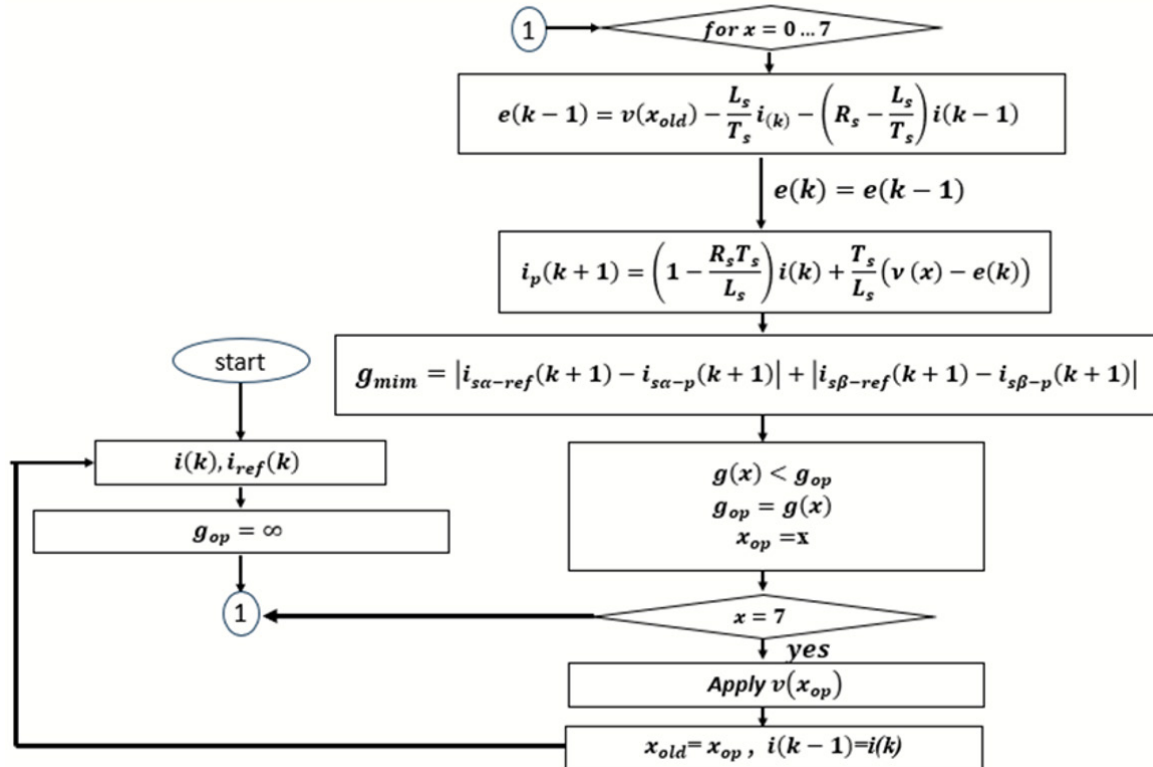 start
i(k), i_ref(k)
g_op = ∞
1
1
for x = 0 … 7
e(k − 1) = v(x_old) − L_s/T_s i_(k) − (R_s − L_s/T_s) i(k − 1)
e(k) = e(k − 1)
i_p(k + 1) = (1 − R_sT_s/L_s) i(k) + T_s/L_s (v (x) − e(k))
g_mim = |i_sα−ref(k + 1) − i_sα−p(k + 1)| + |i_sβ−ref(k + 1) − i_sβ−p(k + 1)|
g(x) < g_op
g_op = g(x)
x_op =x
x = 7
yes
Apply v(x_op)
x_old= x_op , i(k − 1)=i(k)